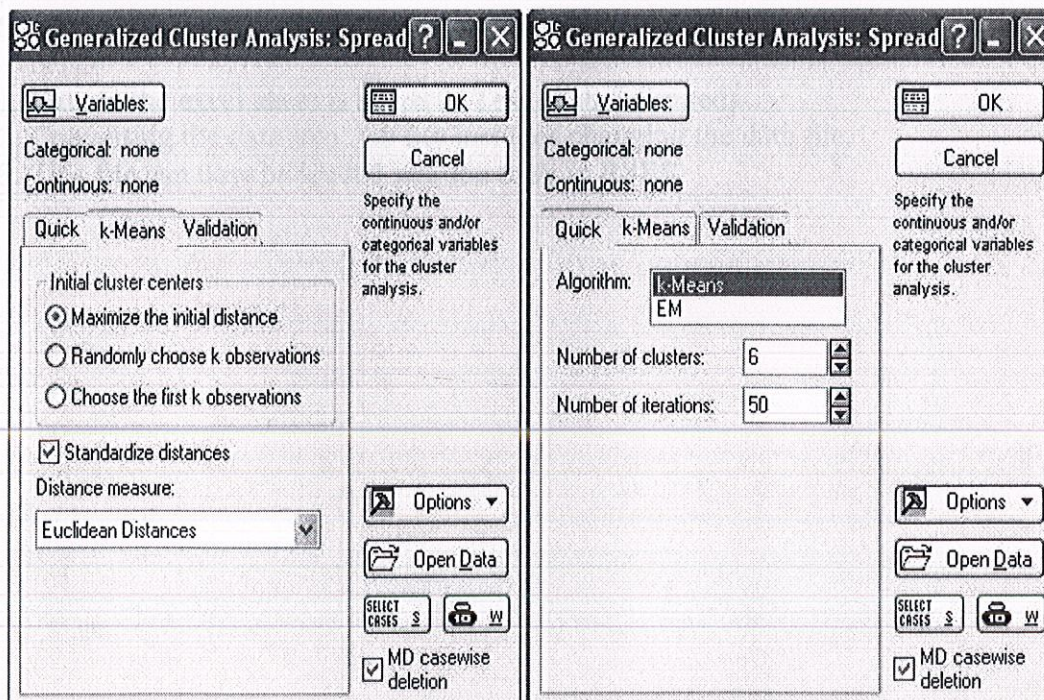 Generalized Cluster Analysis: Spread
Variables:
OK
Categorical: none
Cancel
Continuous: none
Specify the
continuous and/or
categorical variables
for the cluster
analysis.
Quick k-Means Validation
Initial cluster centers
Maximize the initial distance
Randomly choose k observations
Choose the first k observations
Standardize distances
Distance measure:
Euclidean Distances
Options
Open Data
SELECT
CASES S
W
MD casewise
deletion
Generalized Cluster Analysis: Spread
Variables:
OK
Categorical: none
Cancel
Continuous: none
Specify the
continuous and/or
categorical variables
for the cluster
analysis.
Quick k-Means Validation
Algorithm: k-Means
EM
Number of clusters: 6
Number of iterations: 50
Options
Open Data
SELECT
CASES S
W
MD casewise
deletion